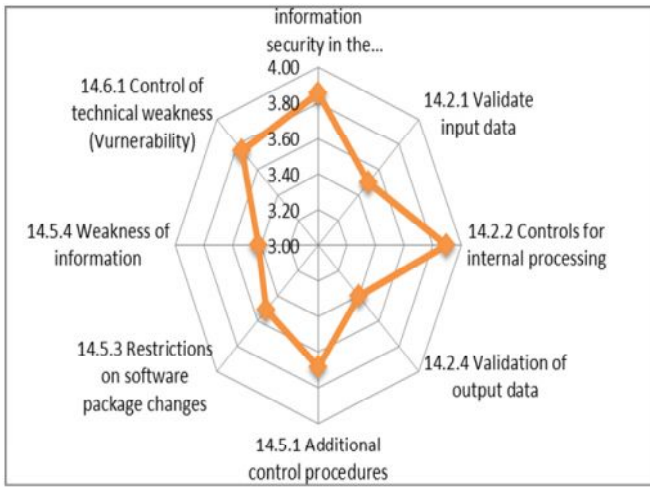 information
security in the...
4.00
3.80
3.60
3.40
3.20
3.00
14.2.1 Validate
input data
14.2.2 Controls for
internal processing
14.2.4 Validation of
output data
14.5.1 Additional
control procedures
14.5.3 Restrictions
on software
package changes
14.5.4 Weakness of
information
14.6.1 Control of
technical weakness
(Vurnerability)